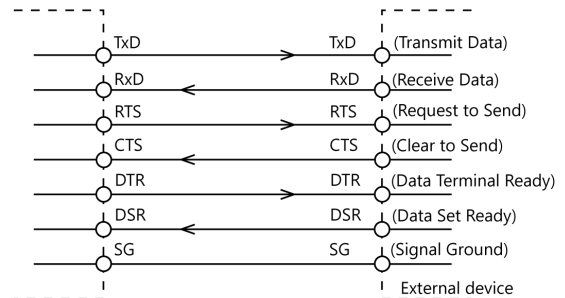 TxD TxD (Transmit Data)
RxD RxD (Receive Data)
RTS RTS (Request to Send)
CTS CTS (Clear to Send)
DTR DTR (Data Terminal Ready)
DSR DSR (Data Set Ready)
SG SG (Signal Ground)
External device